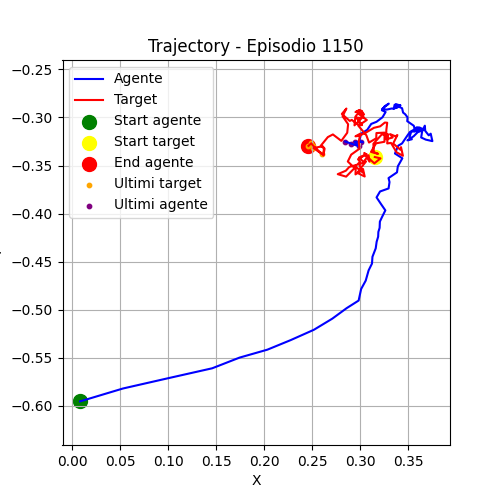 Trajectory - Episodio 1150
−0.25
−0.30
−0.35
−0.40
−0.45
−0.50
−0.55
−0.60
Agente
Target
Start agente
Start target
End agente
Ultimi target
Ultimi agente
0.00 0.05 0.10 0.15 0.20 0.25 0.30 0.35
X